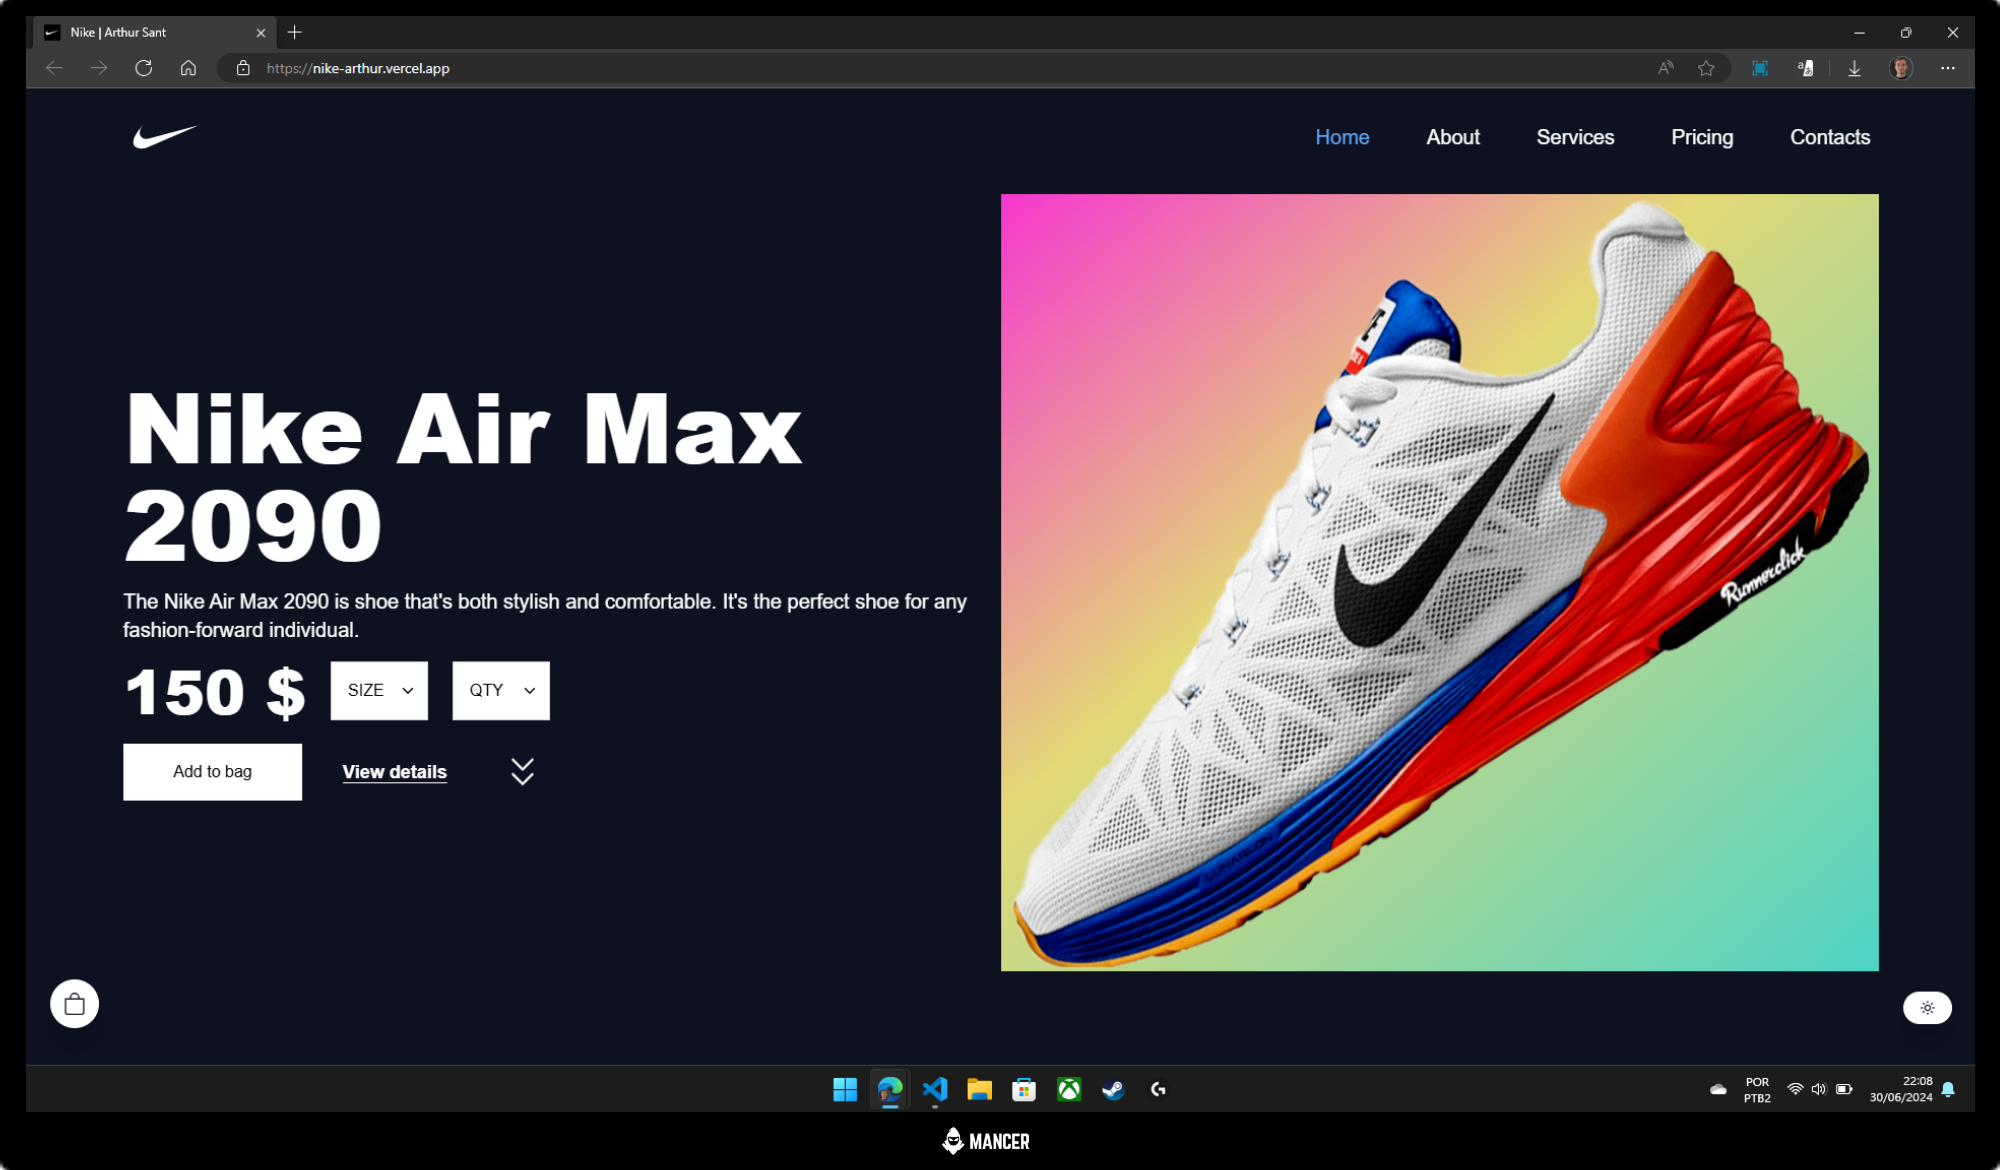 Nike | Arthur Sant
https://nike-arthur.vercel.app
Home
About
Services
Pricing
Contacts
Nike Air Max
2090
The Nike Air Max 2090 is shoe that's both stylish and comfortable. It's the perfect shoe for any
fashion-forward individual.
150 $
SIZE
QTY
Add to bag
View details
Runnerclick
LUNARLON
POR
PTB2
22:08
30/06/2024
MANCER